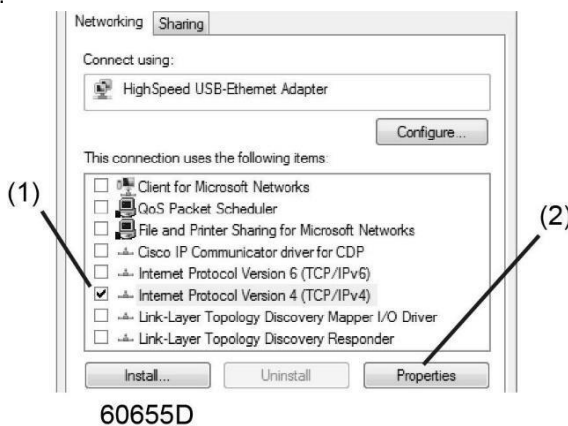 Networking Sharing
Connect using:
HighSpeed USB-Ethernet Adapter
Configure...
This connection uses the following items:
Client for Microsoft Networks
QoS Packet Scheduler
(1)
File and Printer Sharing for Microsoft Networks
(2)
Cisco IP Communicator driver for CDP
Internet Protocol Version 6 (TCP/IPv6)
Internet Protocol Version 4 (TCP/IPv4)
Link-Layer Topology Discovery Mapper I/O Driver
Link-Layer Topology Discovery Responder
Install... Uninstall Properties
60655D